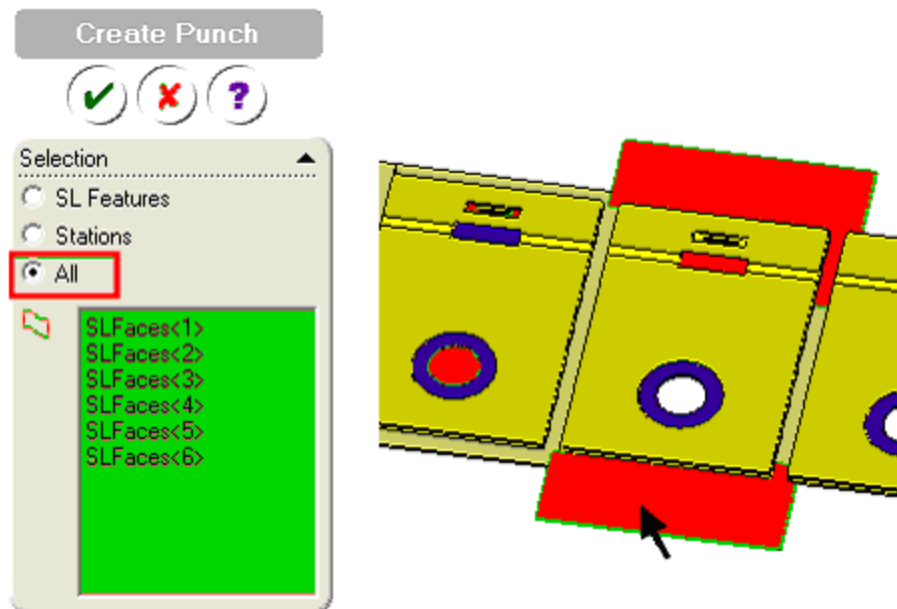 Create Punch
?
Selection
SL Features
Stations
All
SLFaces<1>
SLFaces<2>
SLFaces<3>
SLFaces<4>
SLFaces<5>
SLFaces<6>